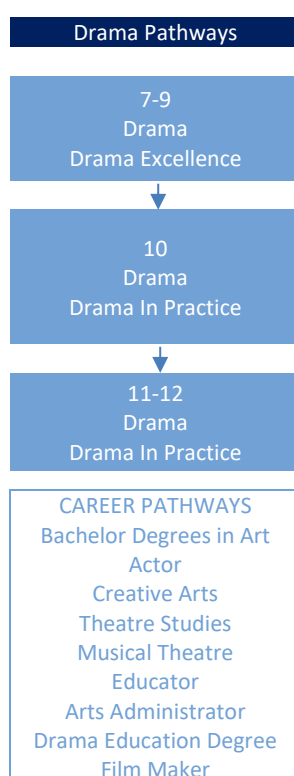 Drama Pathways
7-9
Drama
Drama Excellence
10
Drama
Drama In Practice
11-12
Drama
Drama In Practice
CAREER PATHWAYS
Bachelor Degrees in Art
Actor
Creative Arts
Theatre Studies
Musical Theatre
Educator
Arts Administrator
Drama Education Degree
Film Maker